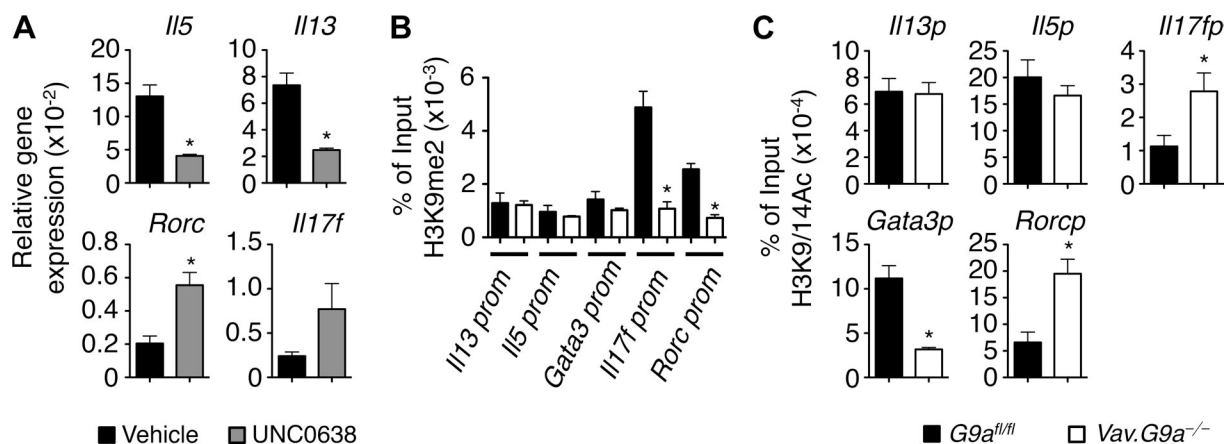 A
Il5
Il13
Relative gene
expression (x10-2)
20
15
10
5
0
*
10
8
6
4
2
0
*
Rorc
Il17f
0.8
0.6
0.4
0.2
0
*
1.5
1.0
0.5
0
Vehicle
UNC0638
B
% of Input
H3K9me2 (x10-3)
6
4
2
1
0
*
*
Il13 prom
Il5 prom
Gata3 prom
Il17f prom
Rorc prom
C
Il13p
Il5p
Il17fp
% of Input
H3K9/14Ac (x10-4)
10
8
6
4
2
0
25
20
15
10
5
0
4
3
2
1
0
*
Gata3p
Rorcp
15
10
5
0
*
25
20
15
10
5
0
*
G9afl/fl
Vav.G9a−/−